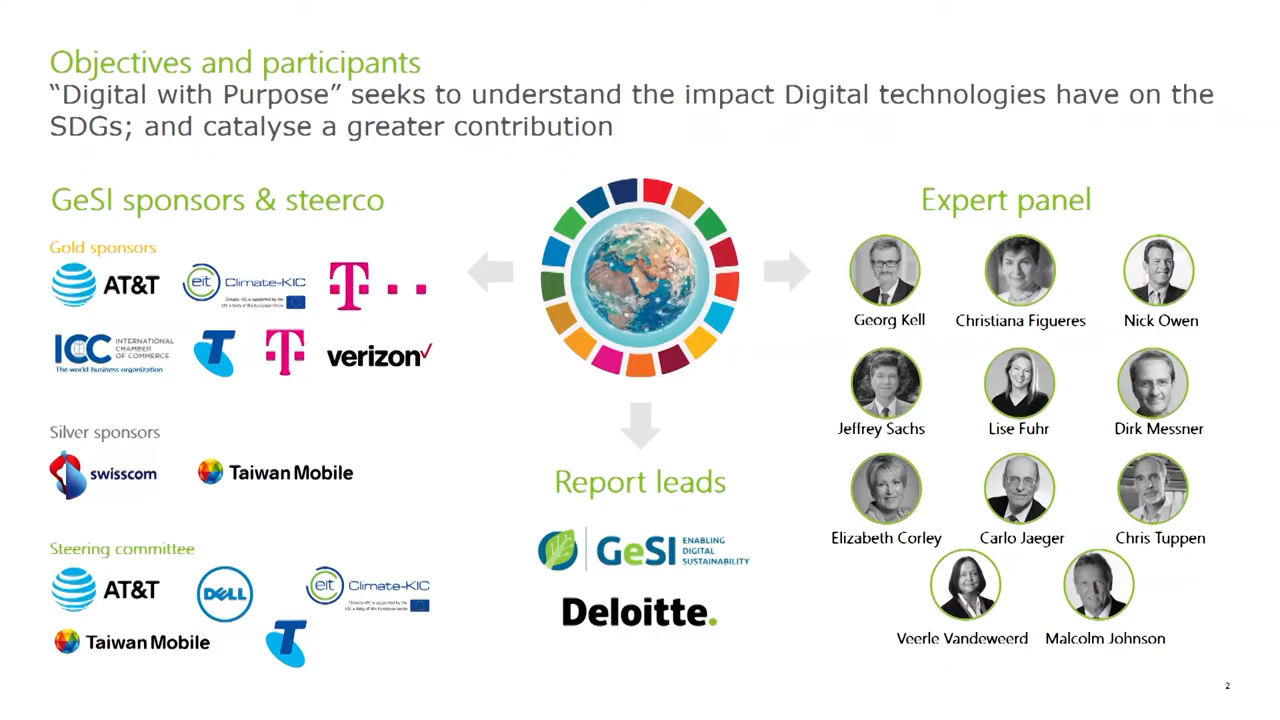 Objectives and participants
“Digital with Purpose” seeks to understand the impact Digital technologies have on the
SDGs; and catalyse a greater contribution
GeSI sponsors & steerco
Gold sponsors
AT&T
eit Climate-KIC
T
ICC INTERNATIONAL
CHAMBER
OF COMMERCE
The world business organization
T
T
verizon✓
Silver sponsors
swisscom
Taiwan Mobile
Steering committee
AT&T
DELL
eit Climate-KIC
Taiwan Mobile
T
Report leads
GeSI ENABLING
DIGITAL
SUSTAINABILITY
Deloitte.
Expert panel
Georg Kell
Christiana Figueres
Nick Owen
Jeffrey Sachs
Lise Fuhr
Dirk Messner
Elizabeth Corley
Carlo Jaeger
Chris Tuppen
Veerle Vandeweerd
Malcolm Johnson
2